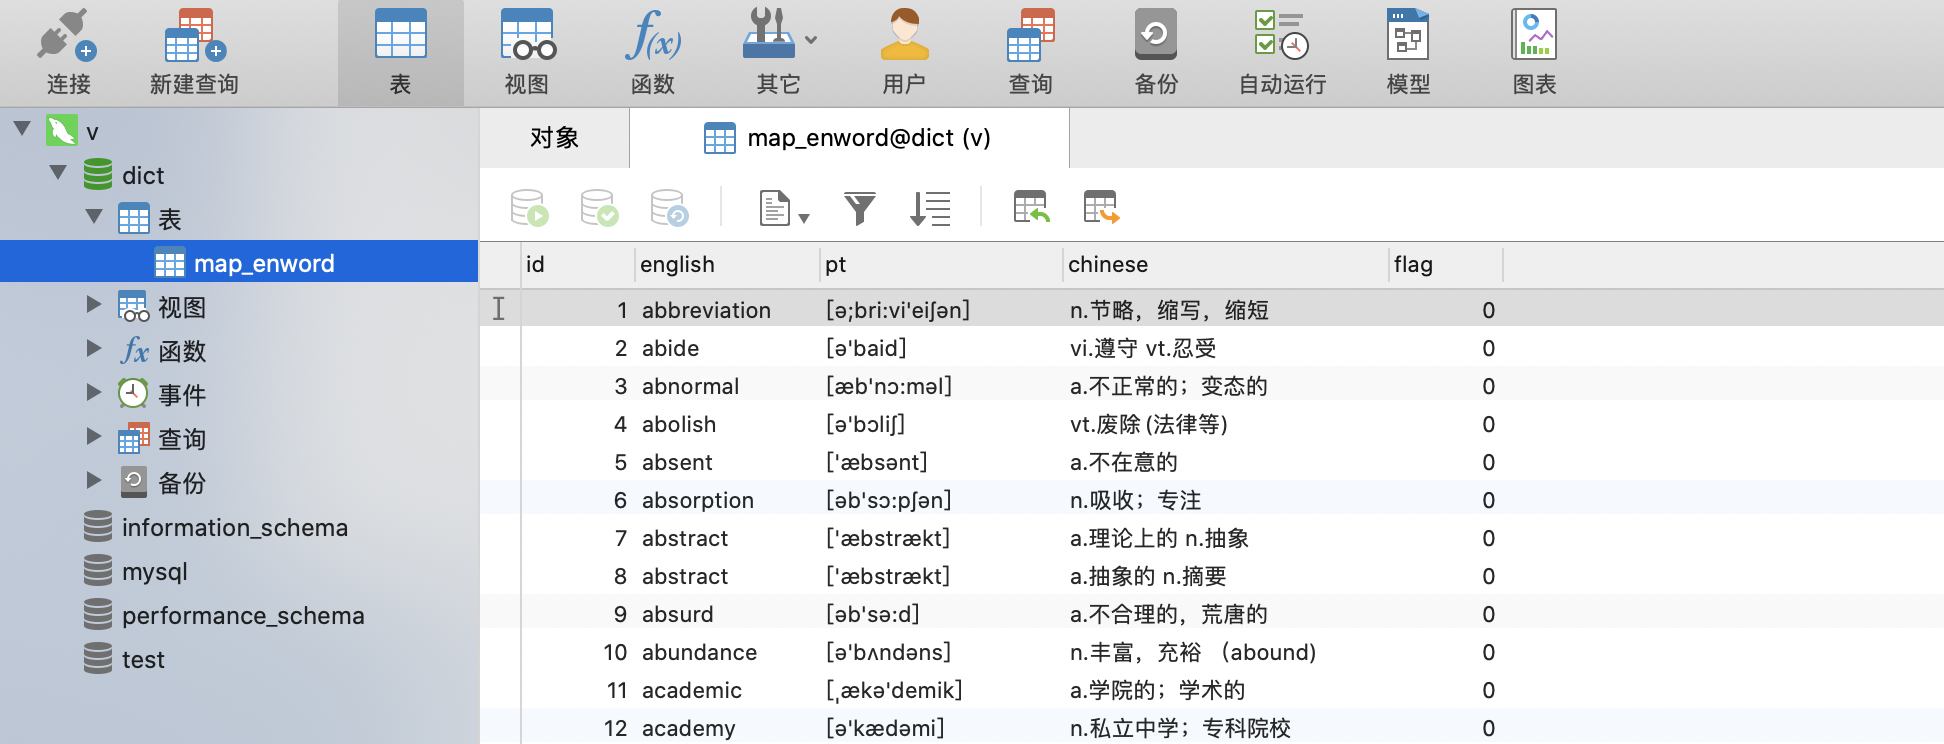 连接 新建查询 表 视图 函数 其它 用户 查询 备份 自动运行 模型 图表
v
dict
表
map_enword
视图
函数
事件
查询
备份
information_schema
mysql
performance_schema
test
对象 map_enword@dict (v)
id english pt chinese flag
1 abbreviation [ə;bri:vi'eiʃən] n.节略，缩写，缩短 0
2 abide [ə'baid] vi.遵守 vt.忍受 0
3 abnormal [æb'nɔ:məl] a.不正常的；变态的 0
4 abolish [ə'bɔliʃ] vt.废除(法律等) 0
5 absent ['æbsənt] a.不在意的 0
6 absorption [əb'sɔ:pʃən] n.吸收；专注 0
7 abstract ['æbstrækt] a.理论上的 n.抽象 0
8 abstract ['æbstrækt] a.抽象的 n.摘要 0
9 absurd [əb'sə:d] a.不合理的，荒唐的 0
10 abundance [ə'bʌndəns] n.丰富，充裕 （abound) 0
11 academic [ˌækə'demik] a.学院的；学术的 0
12 academy [ə'kædəmi] n.私立中学；专科院校 0